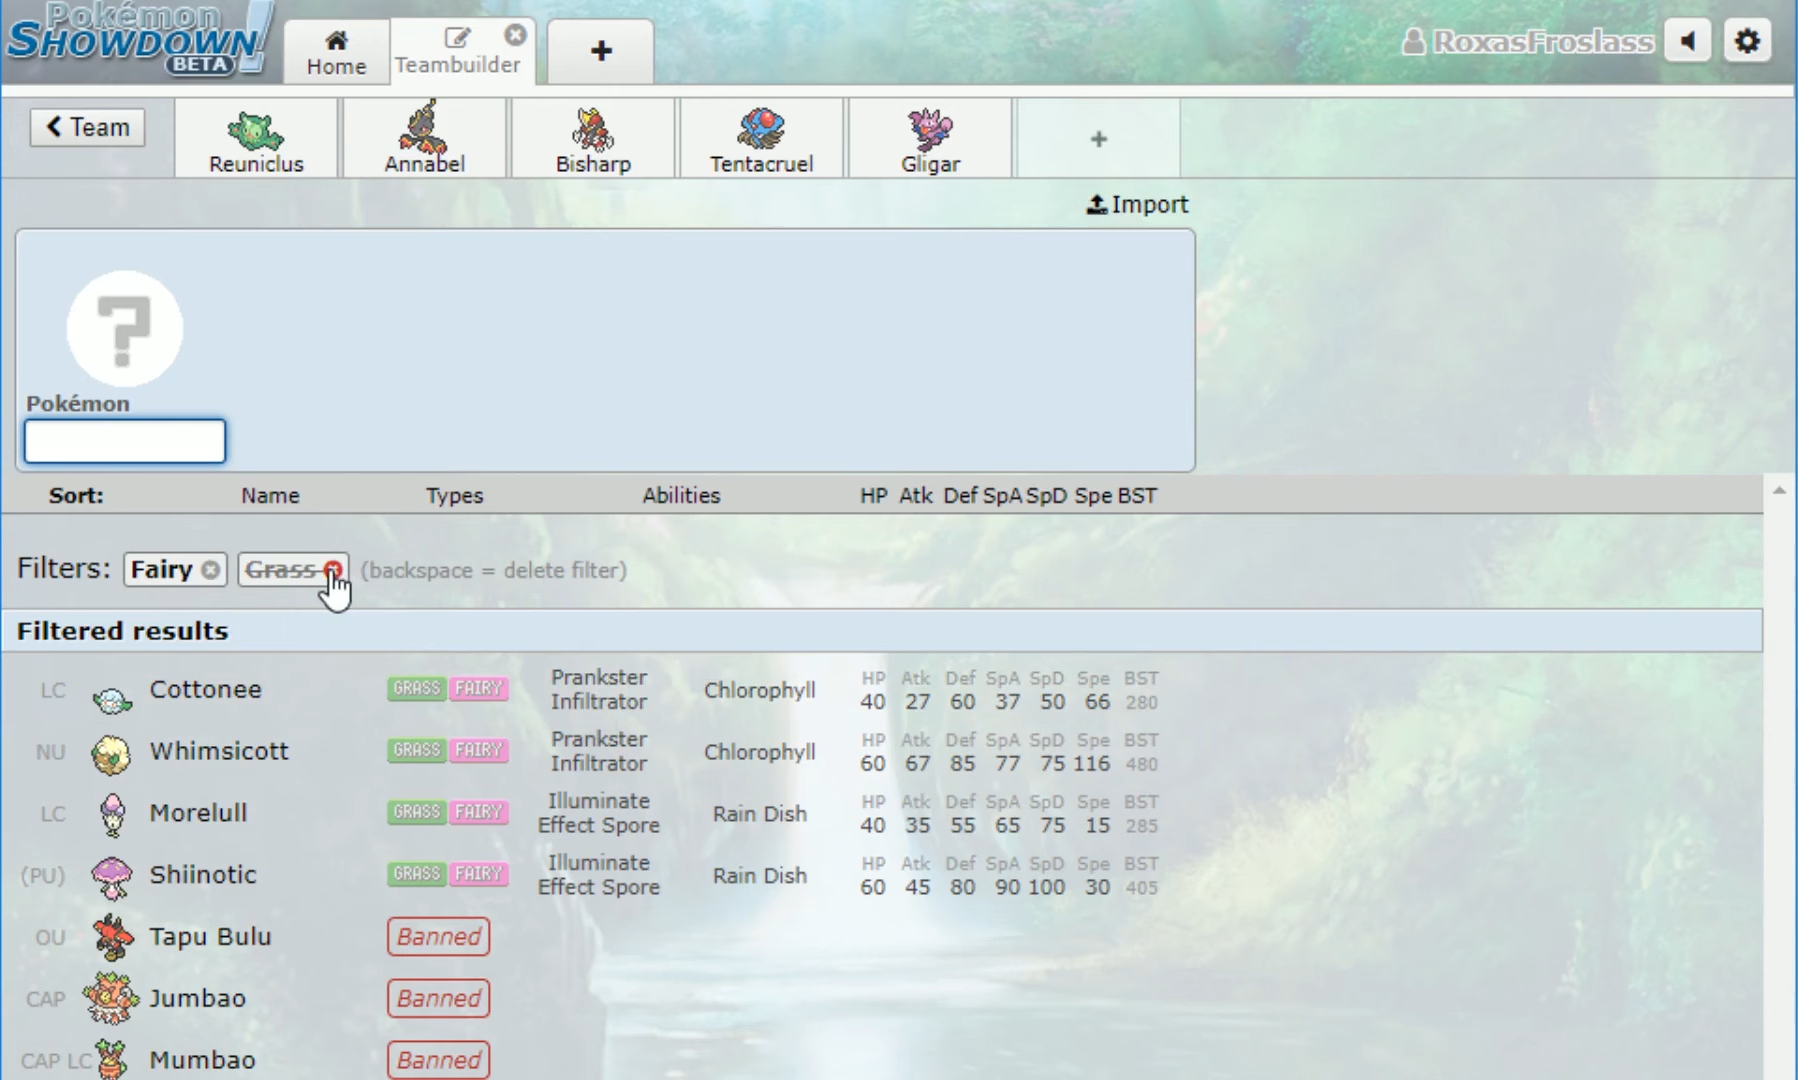 Pokémon
SHOWDOWN!
BETA
Home
Teambuilder
+
RoxasFroslass
Team
Reuniclus
Annabel
Bisharp
Tentacruel
Gligar
+
Import
?
Pokémon
Sort: Name Types Abilities HP Atk Def SpA SpD Spe BST
Filters: Fairy Grass (backspace = delete filter)
Filtered results
LC Cottonee GRASS FAIRY Prankster Infiltrator Chlorophyll HP 40 Atk 27 Def 60 SpA 37 SpD 50 Spe 66 BST 280
NU Whimsicott GRASS FAIRY Prankster Infiltrator Chlorophyll HP 60 Atk 67 Def 85 SpA 77 SpD 75 Spe 116 BST 480
LC Morelull GRASS FAIRY Illuminate Effect Spore Rain Dish HP 40 Atk 35 Def 55 SpA 65 SpD 75 Spe 15 BST 285
(PU) Shiinotic GRASS FAIRY Illuminate Effect Spore Rain Dish HP 60 Atk 45 Def 80 SpA 90 SpD 100 Spe 30 BST 405
OU Tapu Bulu Banned
CAP Jumbao Banned
CAP LC Mumbao Banned